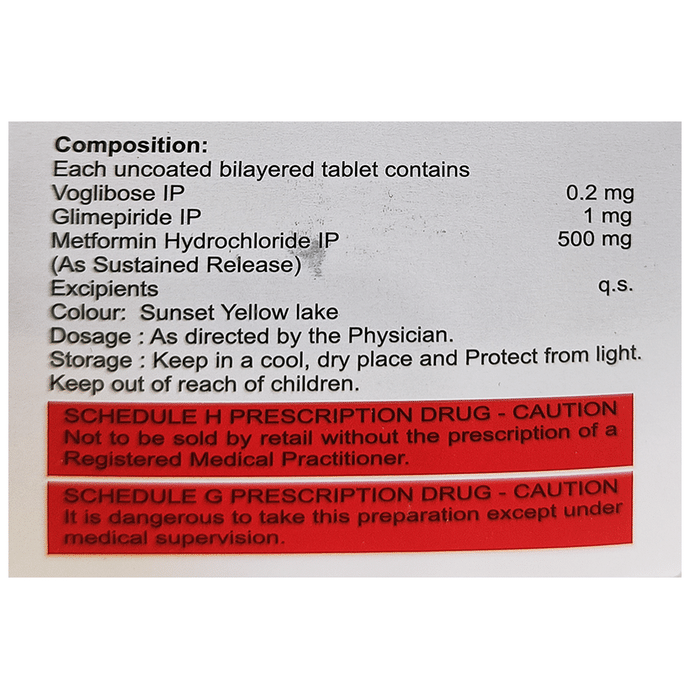 Composition:
Each uncoated bilayered tablet contains
Voglibose IP 0.2 mg
Glimepiride IP 1 mg
Metformin Hydrochloride IP 500 mg
(As Sustained Release)
Excipients q.s.
Colour: Sunset Yellow lake
Dosage : As directed by the Physician.
Storage : Keep in a cool, dry place and Protect from light.
Keep out of reach of children.
SCHEDULE H PRESCRIPTION DRUG - CAUTION
Not to be sold by retail without the prescription of a
Registered Medical Practitioner.
SCHEDULE G PRESCRIPTION DRUG - CAUTION
It is dangerous to take this preparation except under
medical supervision.